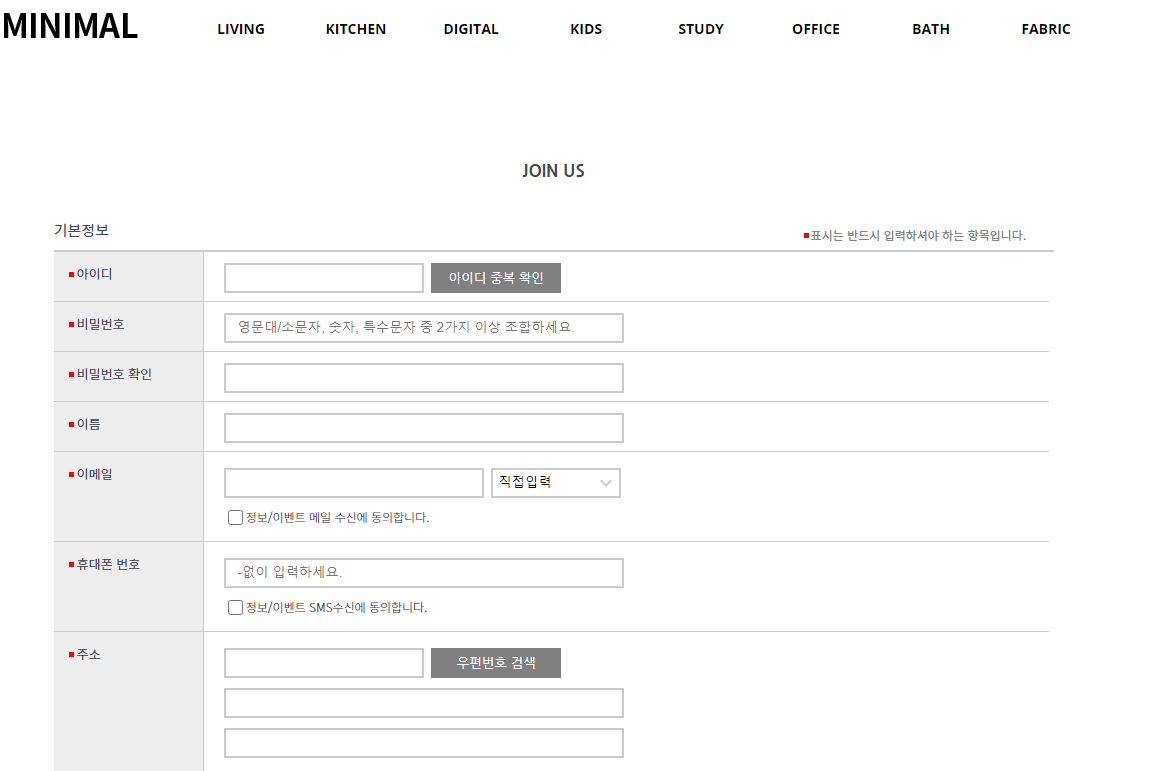 MINIMAL LIVING KITCHEN DIGITAL KIDS STUDY OFFICE BATH FABRIC
JOIN US
기본정보
표시는 반드시 입력하셔야 하는 항목입니다.
아이디 아이디 중복 확인
비밀번호 영문대/소문자, 숫자, 특수문자 중 2가지 이상 조합하세요.
비밀번호 확인
이름
이메일 직접입력
정보/이벤트 메일 수신에 동의합니다.
휴대폰 번호 -없이 입력하세요.
정보/이벤트 SMS수신에 동의합니다.
주소 우편번호 검색